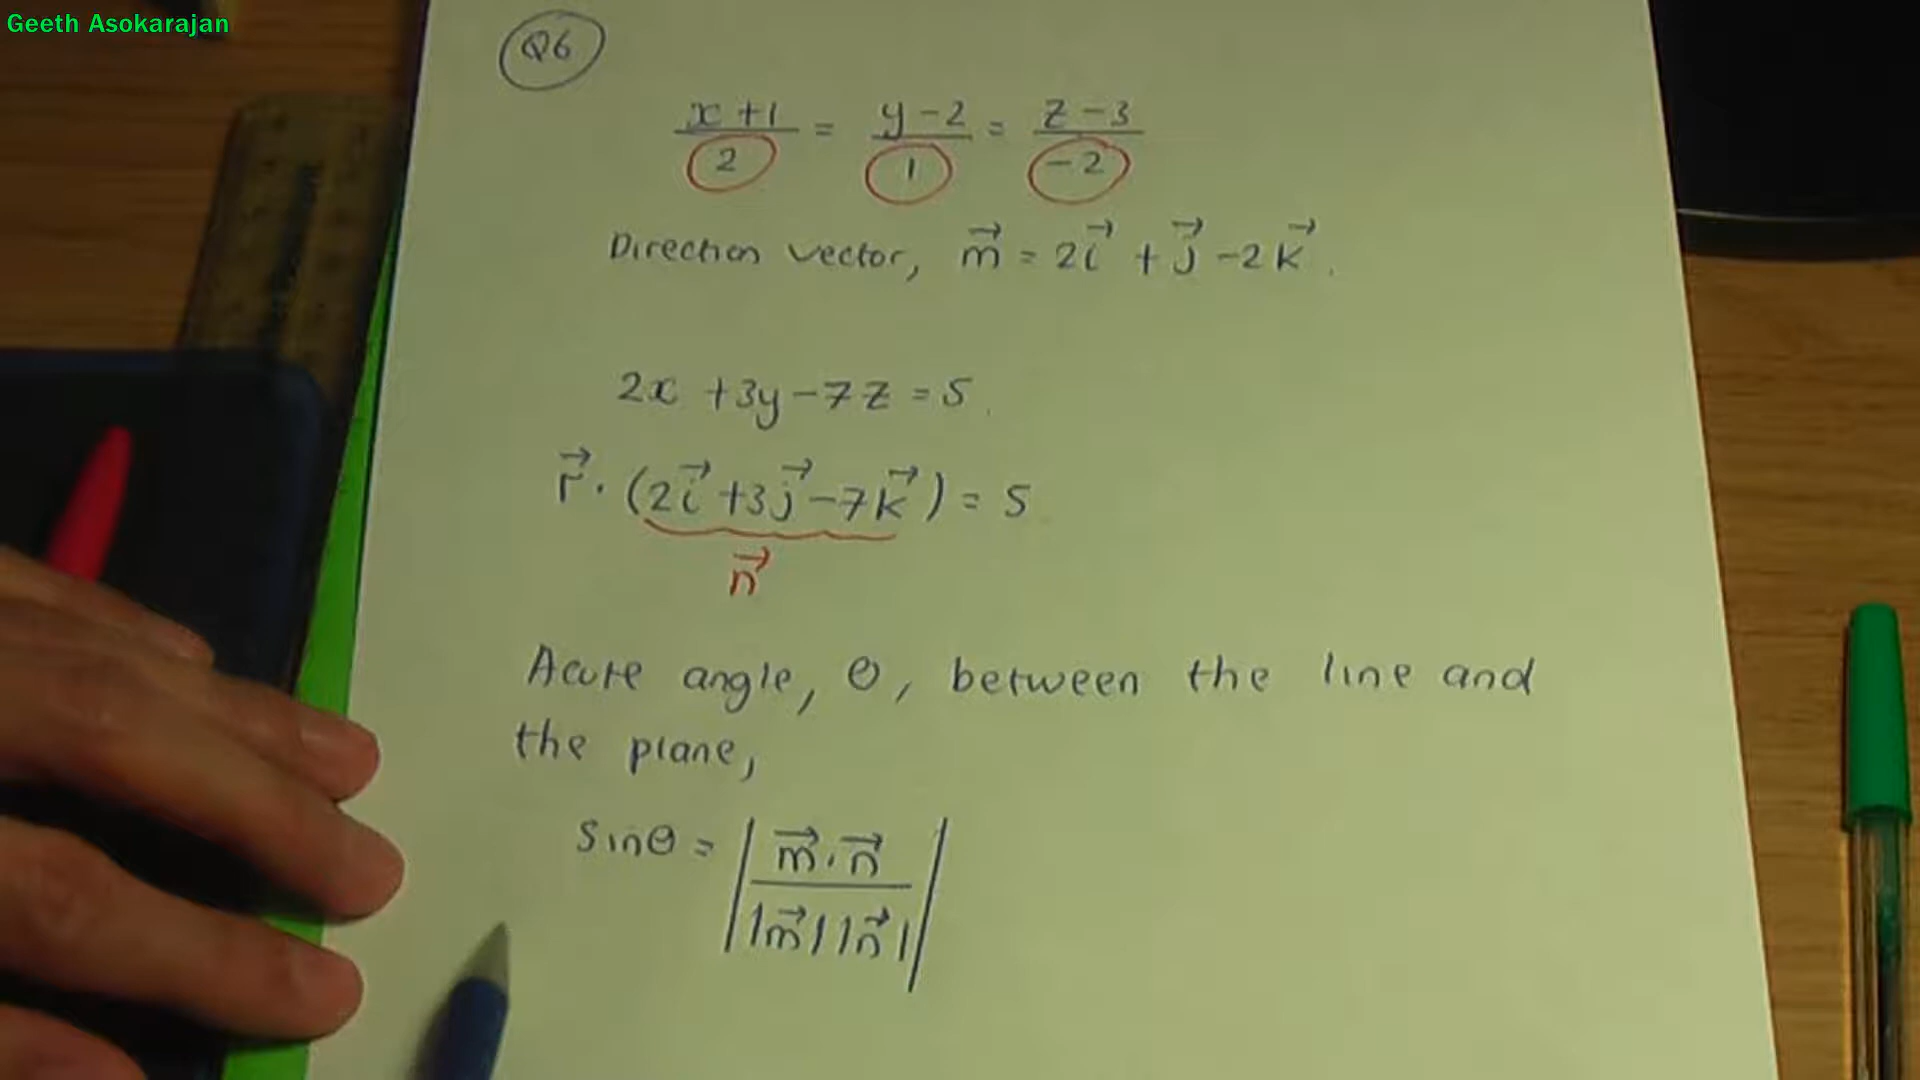 Geeth Asokarajan
Q6
x+1/2 = y-2/1 = z-3/-2
Direction vector, m⃗ = 2i⃗ + j⃗ -2k⃗.
2x +3y-7z = 5.
r⃗ · (2i⃗ +3j⃗ -7k⃗) = 5
n⃗
Acute angle, θ, between the line and
the plane,
Sinθ = |m⃗ · n⃗ / |m⃗| |n⃗||